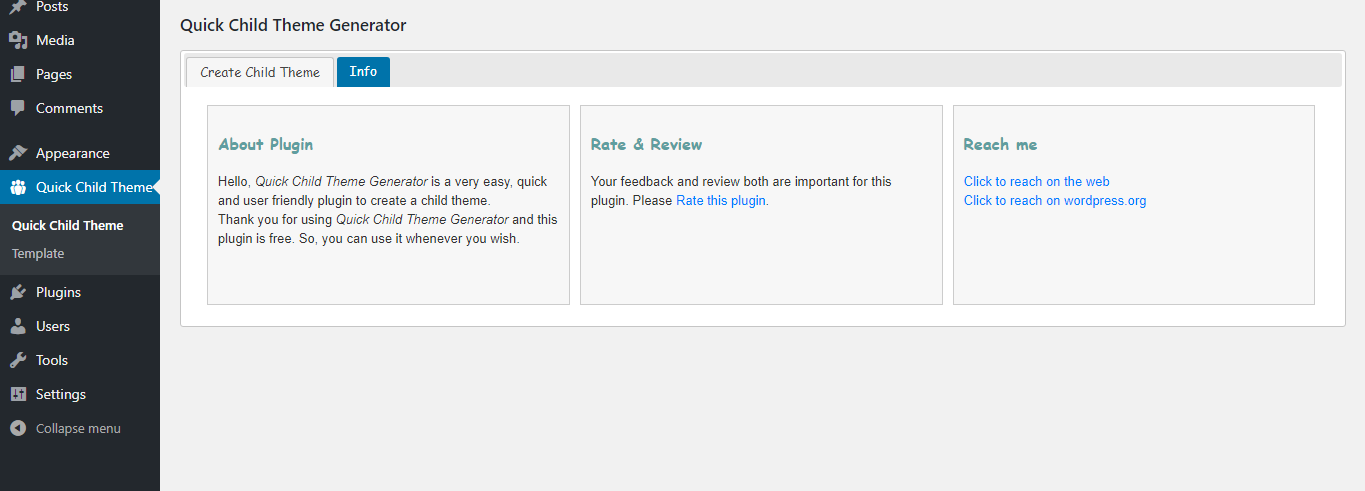 Posts
Media
Pages
Comments
Appearance
Quick Child Theme
Quick Child Theme
Template
Plugins
Users
Tools
Settings
Collapse menu
Quick Child Theme Generator
Create Child Theme
Info
About Plugin
Hello, Quick Child Theme Generator is a very easy, quick
and user friendly plugin to create a child theme.
Thank you for using Quick Child Theme Generator and this
plugin is free. So, you can use it whenever you wish.
Rate & Review
Your feedback and review both are important for this
plugin. Please Rate this plugin.
Reach me
Click to reach on the web
Click to reach on wordpress.org